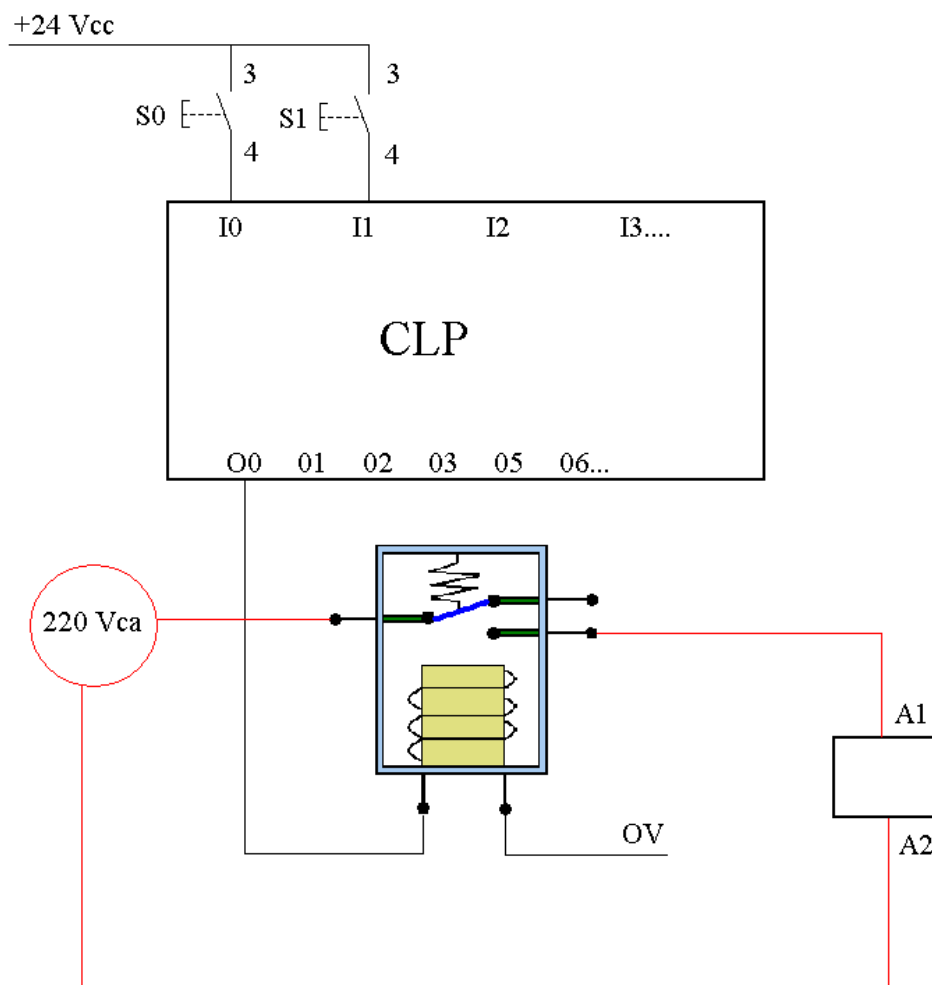 +24 Vcc
3 3
S0 S1
4 4
I0 I1 I2 I3....
CLP
O0 01 02 03 05 06...
220 Vca
A1
OV
A2